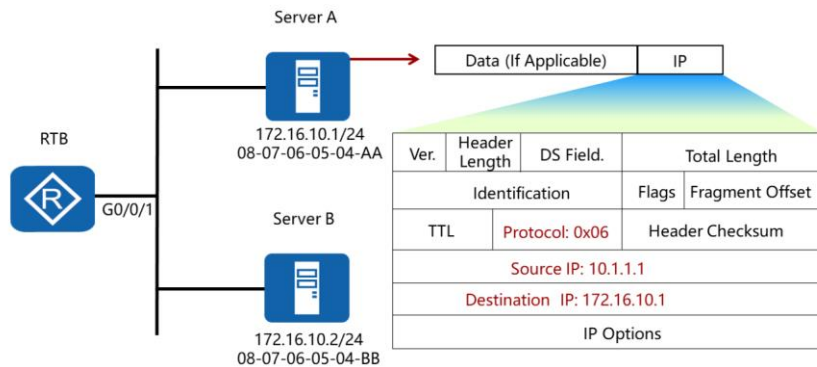 Server A
Data (If Applicable) IP
172.16.10.1/24
08-07-06-05-04-AA
RTB
R
G0/0/1
Server B
172.16.10.2/24
08-07-06-05-04-BB
Ver. Header Length DS Field. Total Length
Identification Flags Fragment Offset
TTL Protocol: 0x06 Header Checksum
Source IP: 10.1.1.1
Destination IP: 172.16.10.1
IP Options